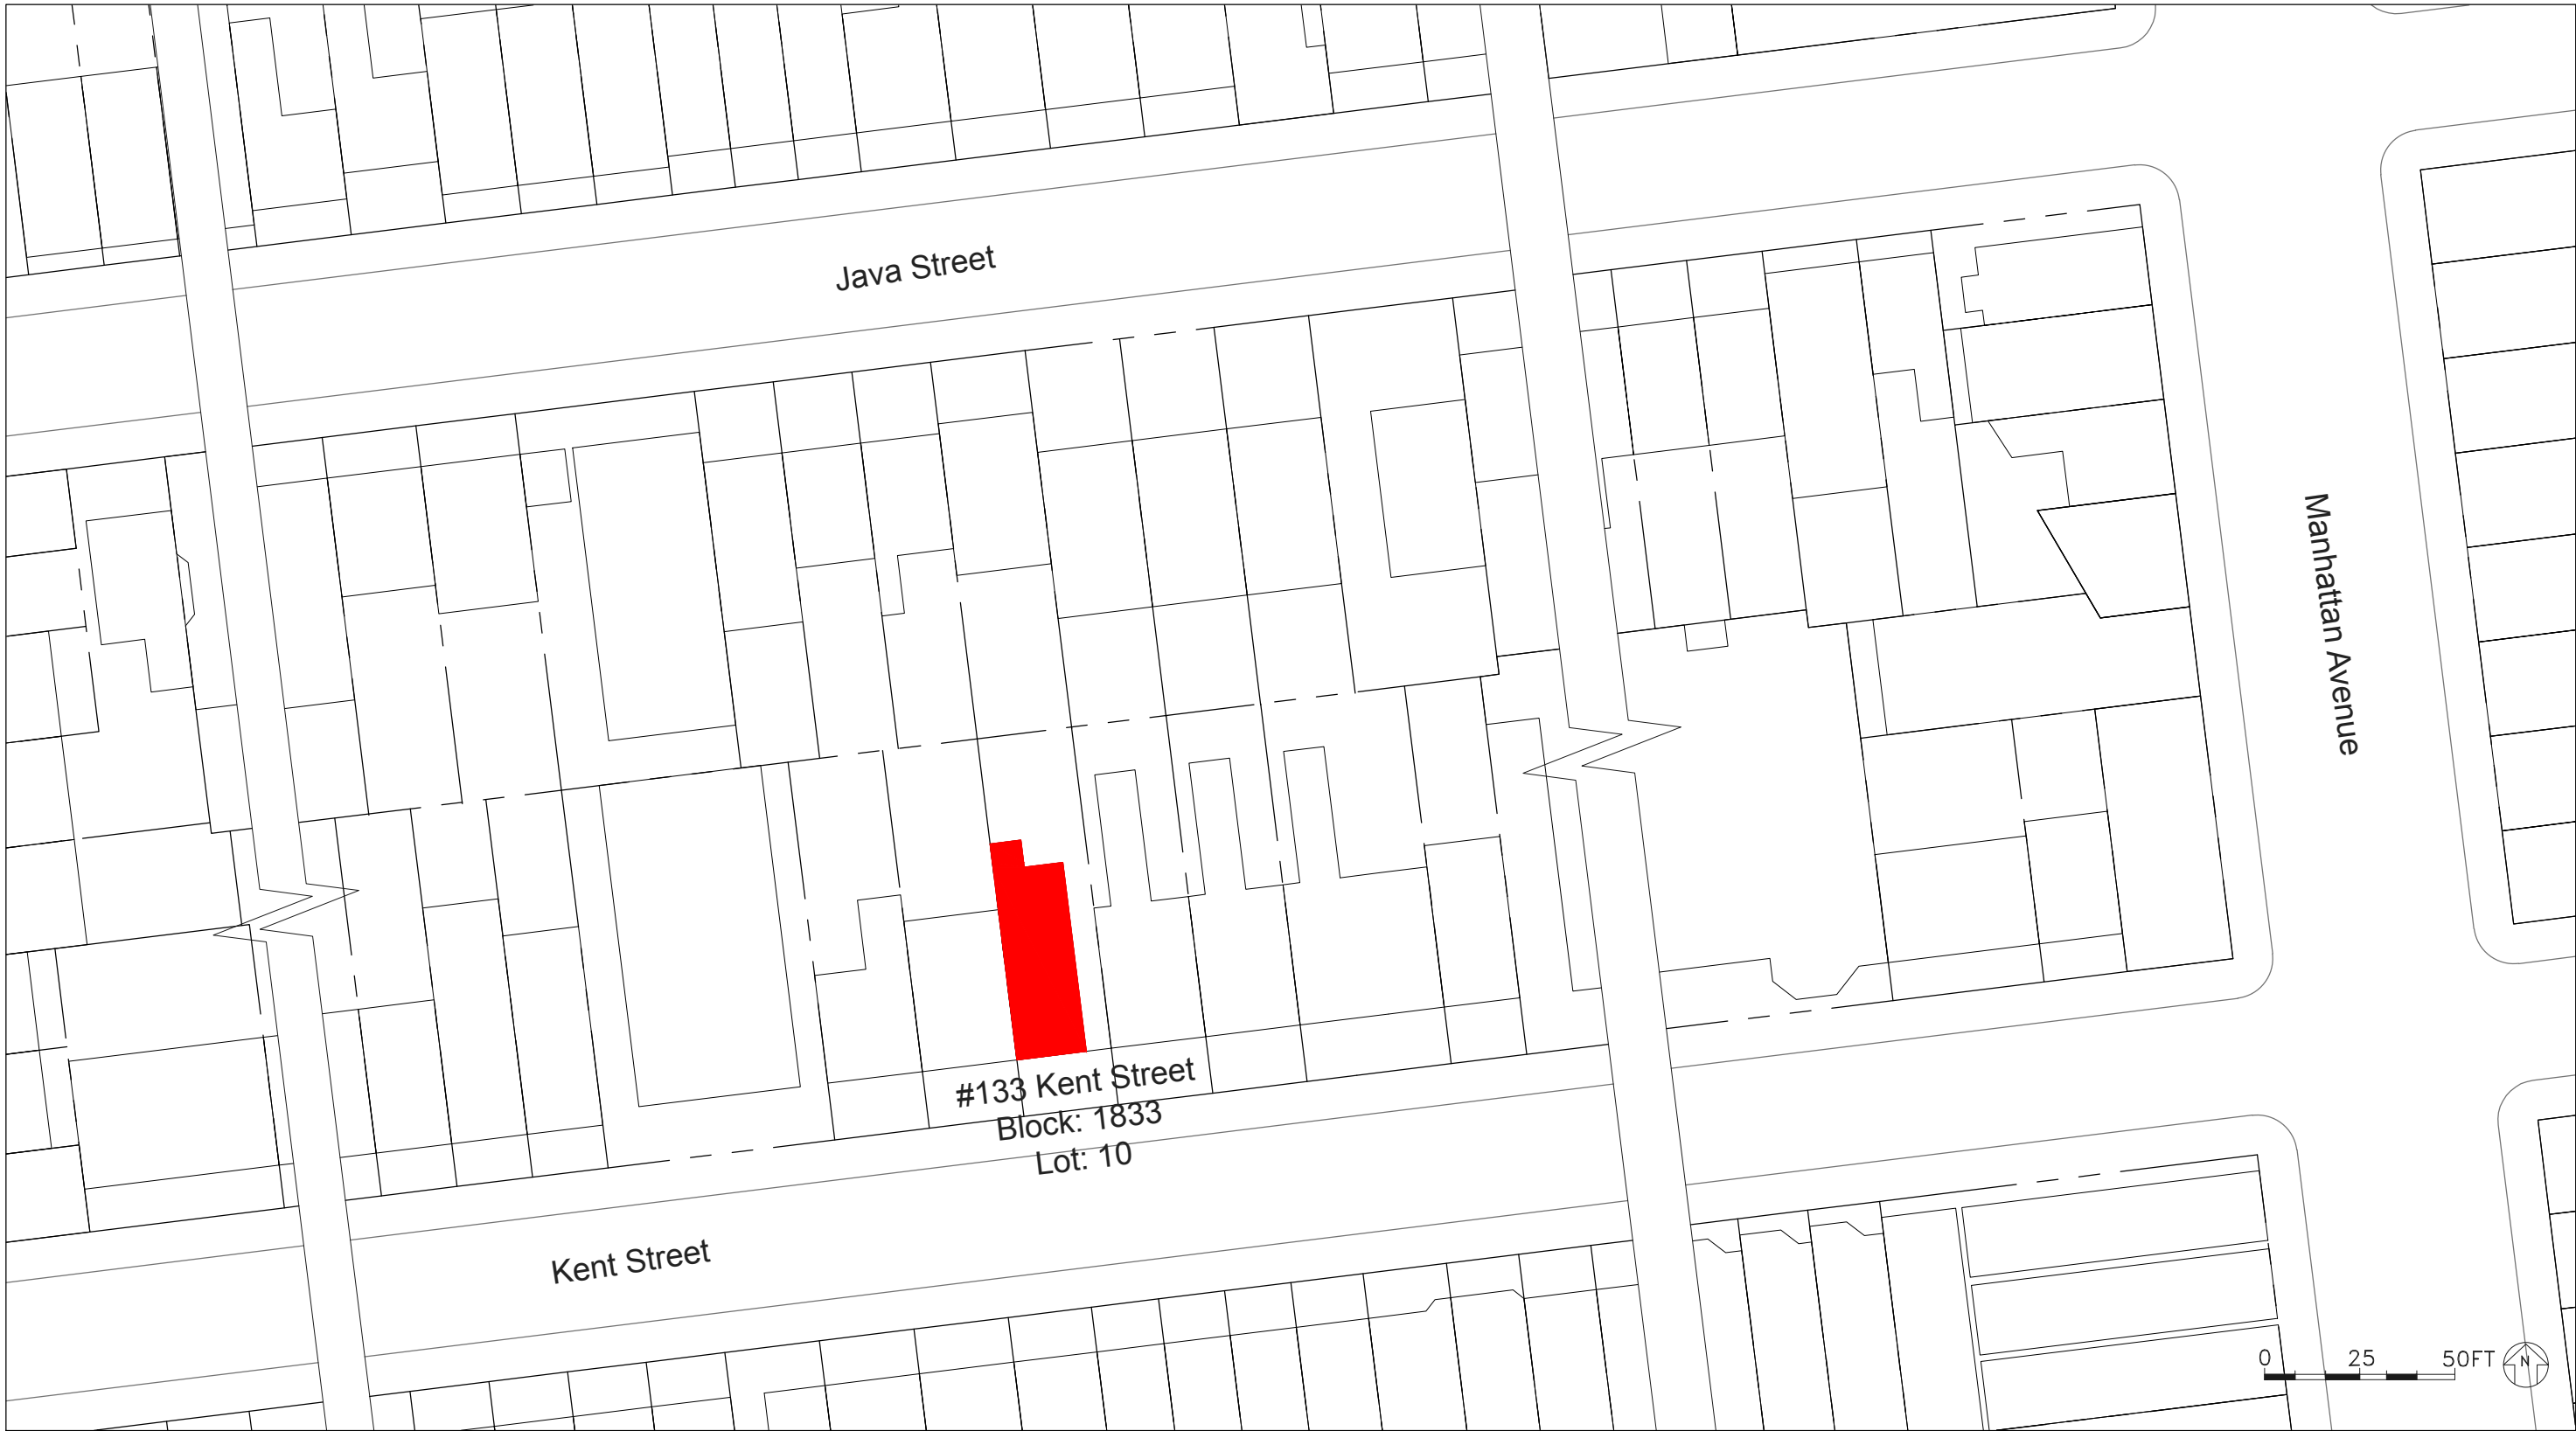 Java Street
Manhattan Avenue
#133 Kent Street
Block: 1833
Lot: 10
Kent Street
0 25 50FT
N